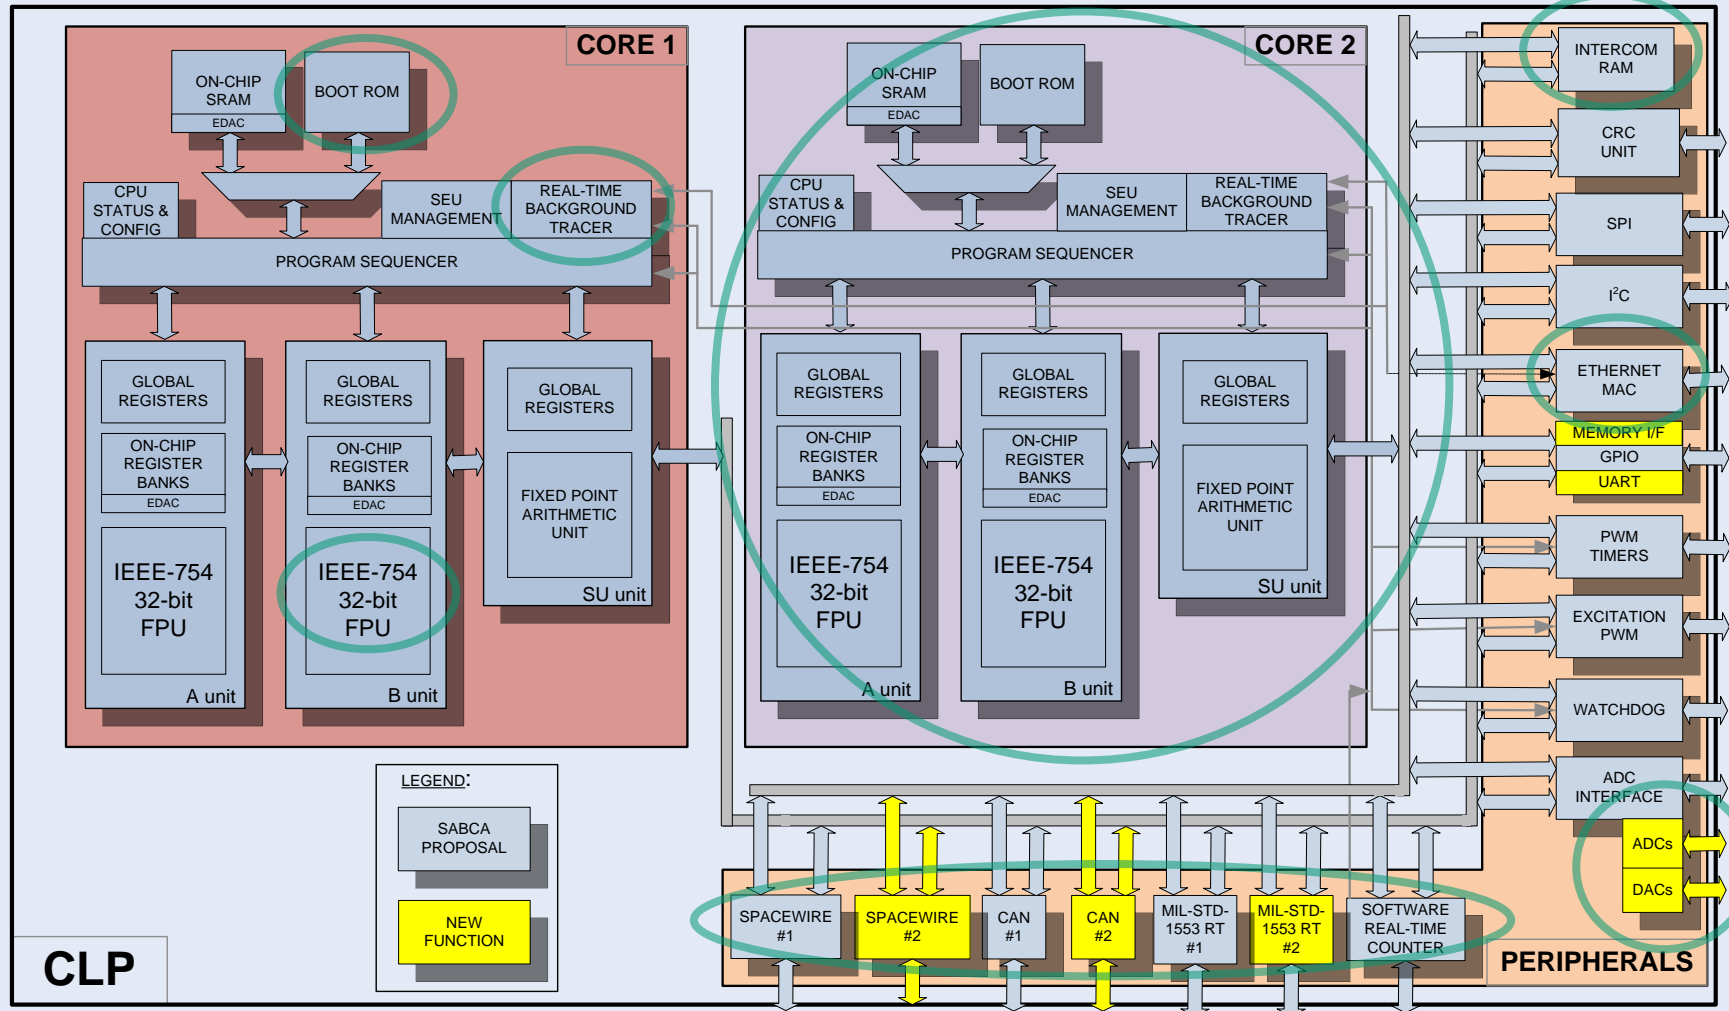 CORE 1
ON-CHIP
SRAM
EDAC
BOOT ROM
CPU
STATUS &
CONFIG
SEU
MANAGEMENT
REAL-TIME
BACKGROUND
TRACER
PROGRAM SEQUENCER
GLOBAL
REGISTERS
ON-CHIP
REGISTER
BANKS
EDAC
IEEE-754
32-bit
FPU
A unit
GLOBAL
REGISTERS
ON-CHIP
REGISTER
BANKS
EDAC
IEEE-754
32-bit
FPU
B unit
GLOBAL
REGISTERS
FIXED POINT
ARITHMETIC
UNIT
SU unit
CORE 2
ON-CHIP
SRAM
EDAC
BOOT ROM
CPU
STATUS &
CONFIG
SEU
MANAGEMENT
REAL-TIME
BACKGROUND
TRACER
PROGRAM SEQUENCER
GLOBAL
REGISTERS
ON-CHIP
REGISTER
BANKS
EDAC
IEEE-754
32-bit
FPU
A unit
GLOBAL
REGISTERS
ON-CHIP
REGISTER
BANKS
EDAC
IEEE-754
32-bit
FPU
B unit
GLOBAL
REGISTERS
FIXED POINT
ARITHMETIC
UNIT
SU unit
INTERCOM
RAM
CRC
UNIT
SPI
I²C
ETHERNET
MAC
MEMORY I/F
GPIO
UART
PWM
TIMERS
EXCITATION
PWM
WATCHDOG
ADC
INTERFACE
ADCs
DACs
PERIPHERALS
SPACEWIRE
#1
SPACEWIRE
#2
CAN
#1
CAN
#2
MIL-STD-
1553 RT
#1
MIL-STD-
1553 RT
#2
SOFTWARE
REAL-TIME
COUNTER
LEGEND:
SABCA
PROPOSAL
NEW
FUNCTION
CLP